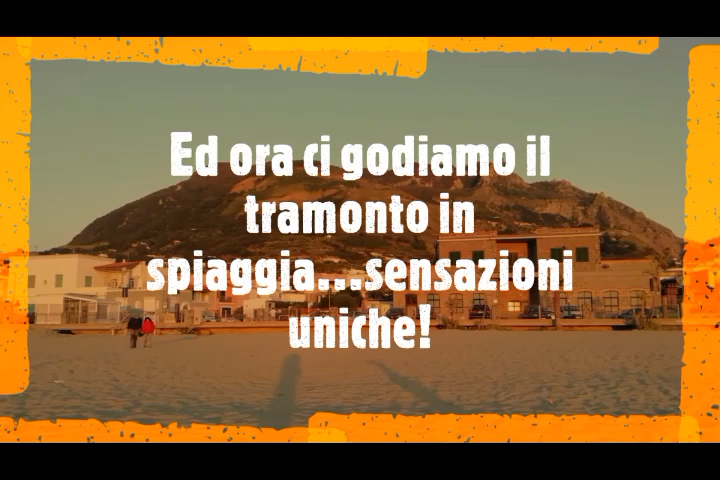 Ed ora ci godiamo il
tramonto in
spiaggia...sensazioni
uniche!